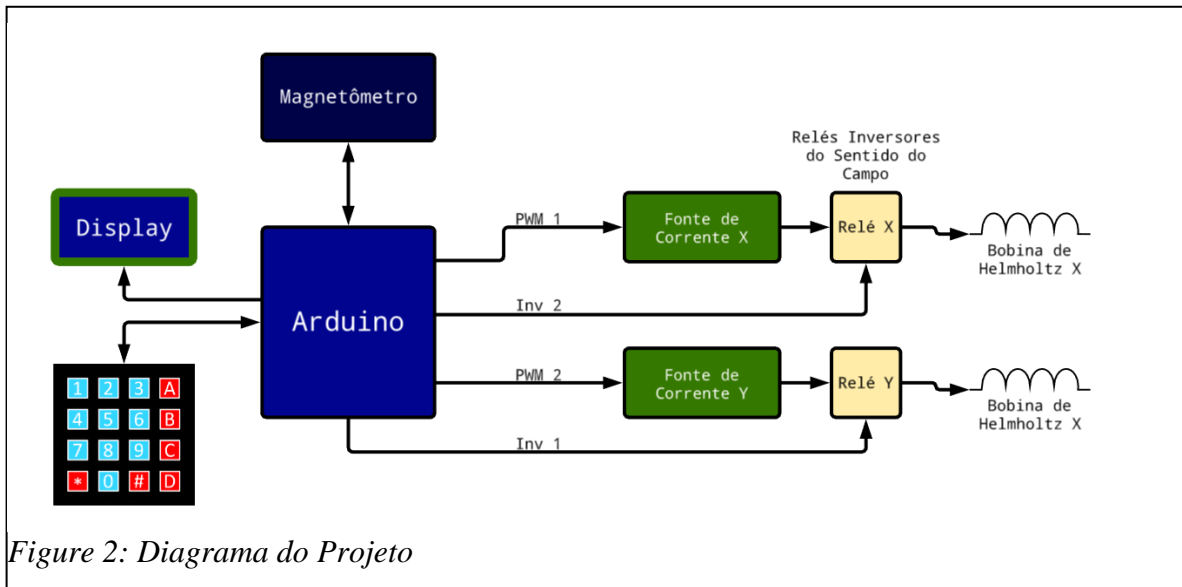 Magnetômetro
Relés Inversores
do Sentido do
Campo
Display
PWM 1
Fonte de
Corrente X
Relé X
Bobina de
Helmholtz X
Inv 2
Arduino
PWM 2
Fonte de
Corrente Y
Relé Y
Bobina de
Helmholtz X
Inv 1
1 2 3 A
4 5 6 B
7 8 9 C
* 0 # D
Figure 2: Diagrama do Projeto